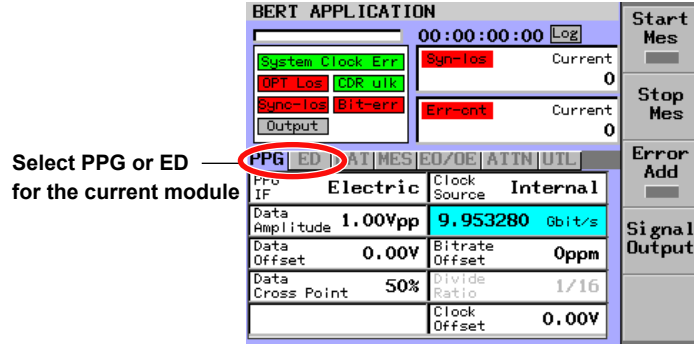 BERT APPLICATION
00:00:00:00 Log
System Clock Err
OPT Los CDR ulk
Sync-los Bit-err
Output
Syn-los Current
0
Err-cnt Current
0
Start
Mes
Stop
Mes
Error
Add
Signal
Output
Select PPG or ED
for the current module
PPG ED PAT MES EO/OE ATTN UTL
PPG
IF Electric
Clock
Source Internal
Data
Amplitude 1.00Vpp
9.953280 Gbit/s
Data
Offset 0.00V
Bitrate
Offset 0ppm
Data
Cross Point 50%
Divide
Ratio 1/16
Clock
Offset 0.00V